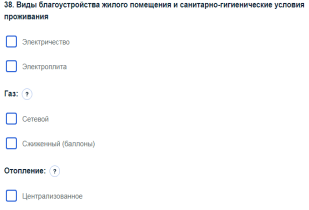 38. Виды благоустройства жилого помещения и санитарно-гигиенические условия
проживания
Электричество
Электроплита
Газ: ?
Сетевой
Сжиженный (баллоны)
Отопление: ?
Централизованное